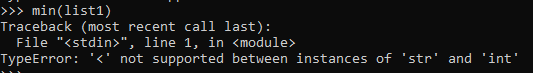 >>> min(list1)
Traceback (most recent call last):
  File "<stdin>", line 1, in <module>
TypeError: '<' not supported between instances of 'str' and 'int'
>>>